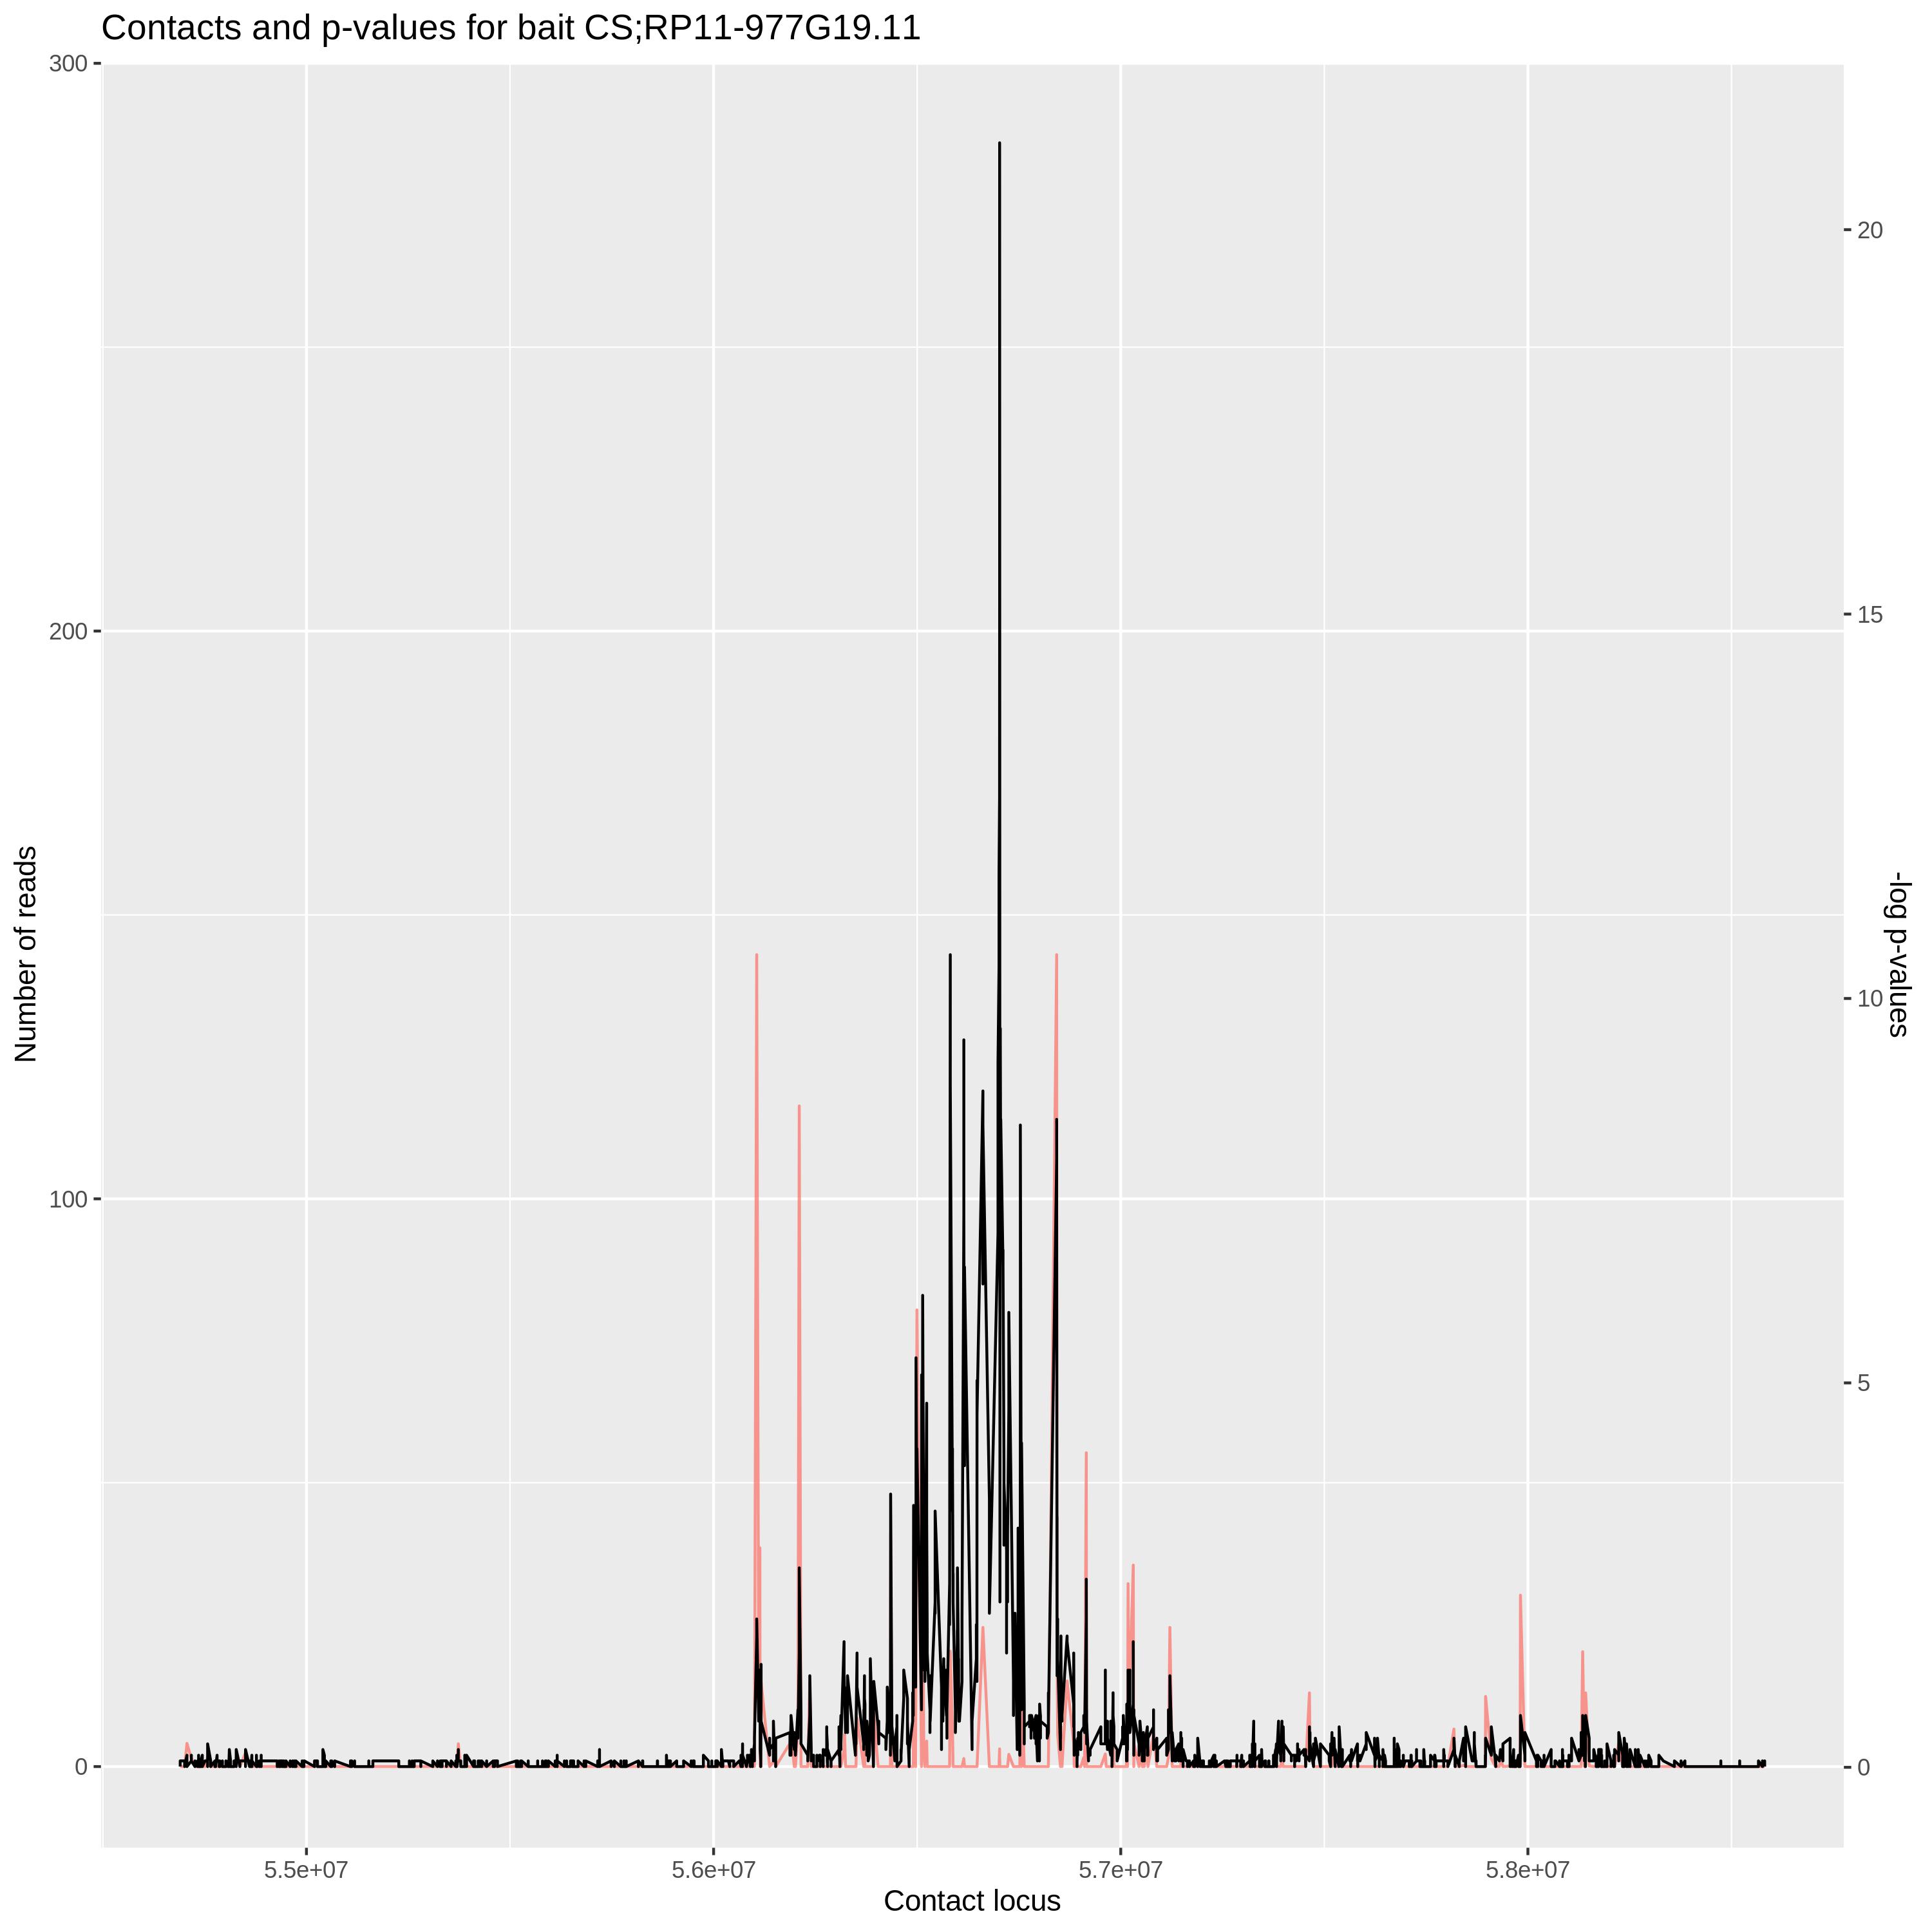 Contacts and p-values for bait CS;RP11-977G19.11
300
200
100
0
Number of reads
20
15
10
5
0
-log p-values
5.5e+07
5.6e+07
5.7e+07
5.8e+07
Contact locus